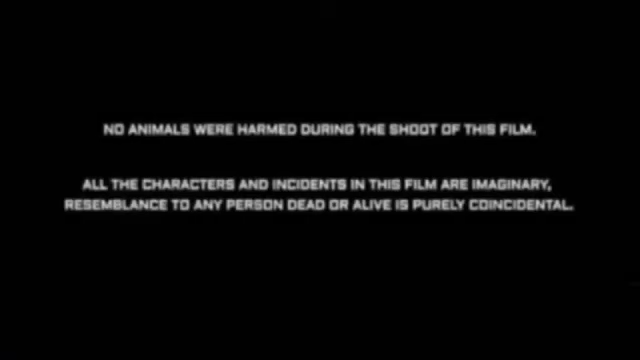 NO ANIMALS WERE HARMED DURING THE SHOOT OF THIS FILM.
ALL THE CHARACTERS AND INCIDENTS IN THIS FILM ARE IMAGINARY,
RESEMBLANCE TO ANY PERSON DEAD OR ALIVE IS PURELY COINCIDENTAL.